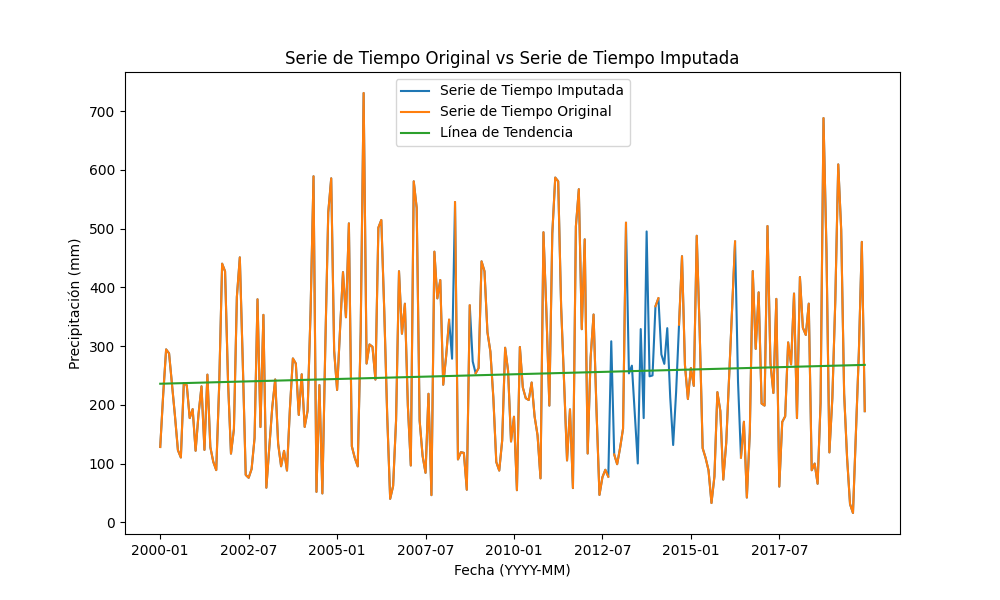 Serie de Tiempo Original vs Serie de Tiempo Imputada
Serie de Tiempo Imputada
Serie de Tiempo Original
Línea de Tendencia
Precipitación (mm)
700
600
500
400
300
200
100
0
2000-01 2002-07 2005-01 2007-07 2010-01 2012-07 2015-01 2017-07
Fecha (YYYY-MM)